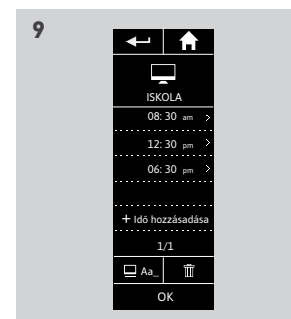 9
ISKOLA
08: 30 am >
12: 30 pm >
06: 30 pm >
+ Idő hozzásadása
1/1
Aa_
OK